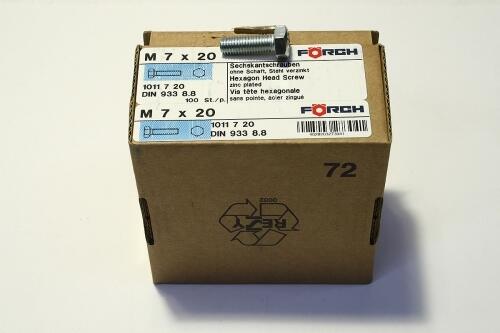 M 7 x 20
FÖRCH
Sechskantschrauben
ohne Schaft, Stahl verzinkt
Hexagon Head Screw
zinc plated
Vis tête hexagonale
sans pointe, acier zingué
1011 7 20
DIN 933 8.8
100 St./p.
M 7 x 20
FÖRCH
1011 7 20
DIN 933 8.8
72
0002
REZY